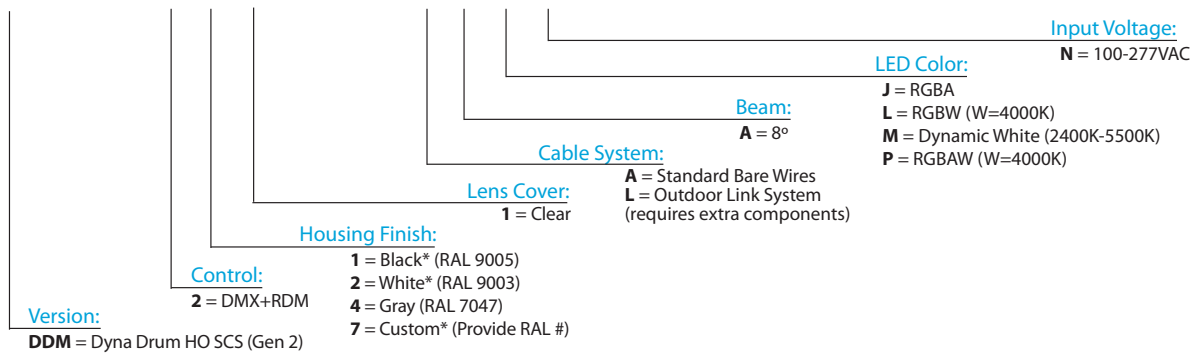 Input Voltage:
N = 100-277VAC
LED Color:
J = RGBA
L = RGBW (W=4000K)
M = Dynamic White (2400K-5500K)
P = RGBAW (W=4000K)
Beam:
A = 8º
Cable System:
A = Standard Bare Wires
L = Outdoor Link System
(requires extra components)
Lens Cover:
1 = Clear
Housing Finish:
1 = Black* (RAL 9005)
2 = White* (RAL 9003)
4 = Gray (RAL 7047)
7 = Custom* (Provide RAL #)
Control:
2 = DMX+RDM
Version:
DDM = Dyna Drum HO SCS (Gen 2)